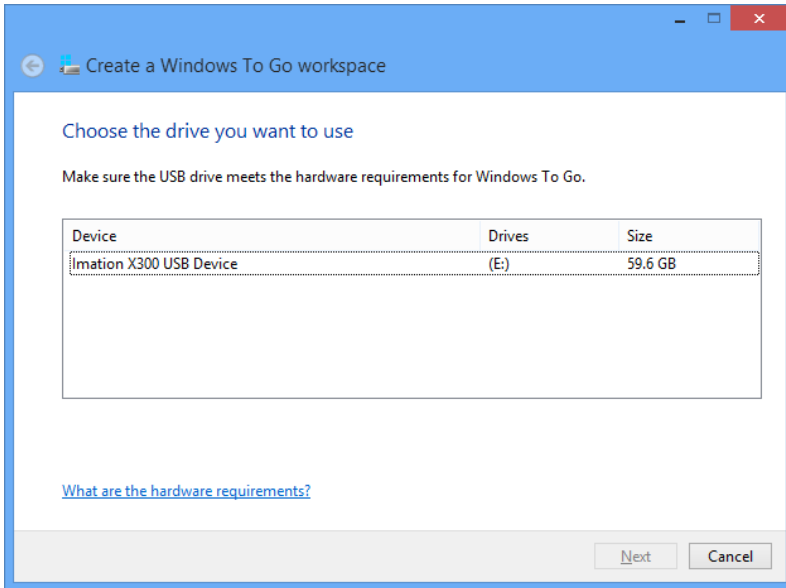 Create a Windows To Go workspace
Choose the drive you want to use
Make sure the USB drive meets the hardware requirements for Windows To Go.
Device Drives Size
Imation X300 USB Device (E:) 59.6 GB
What are the hardware requirements?
Next Cancel